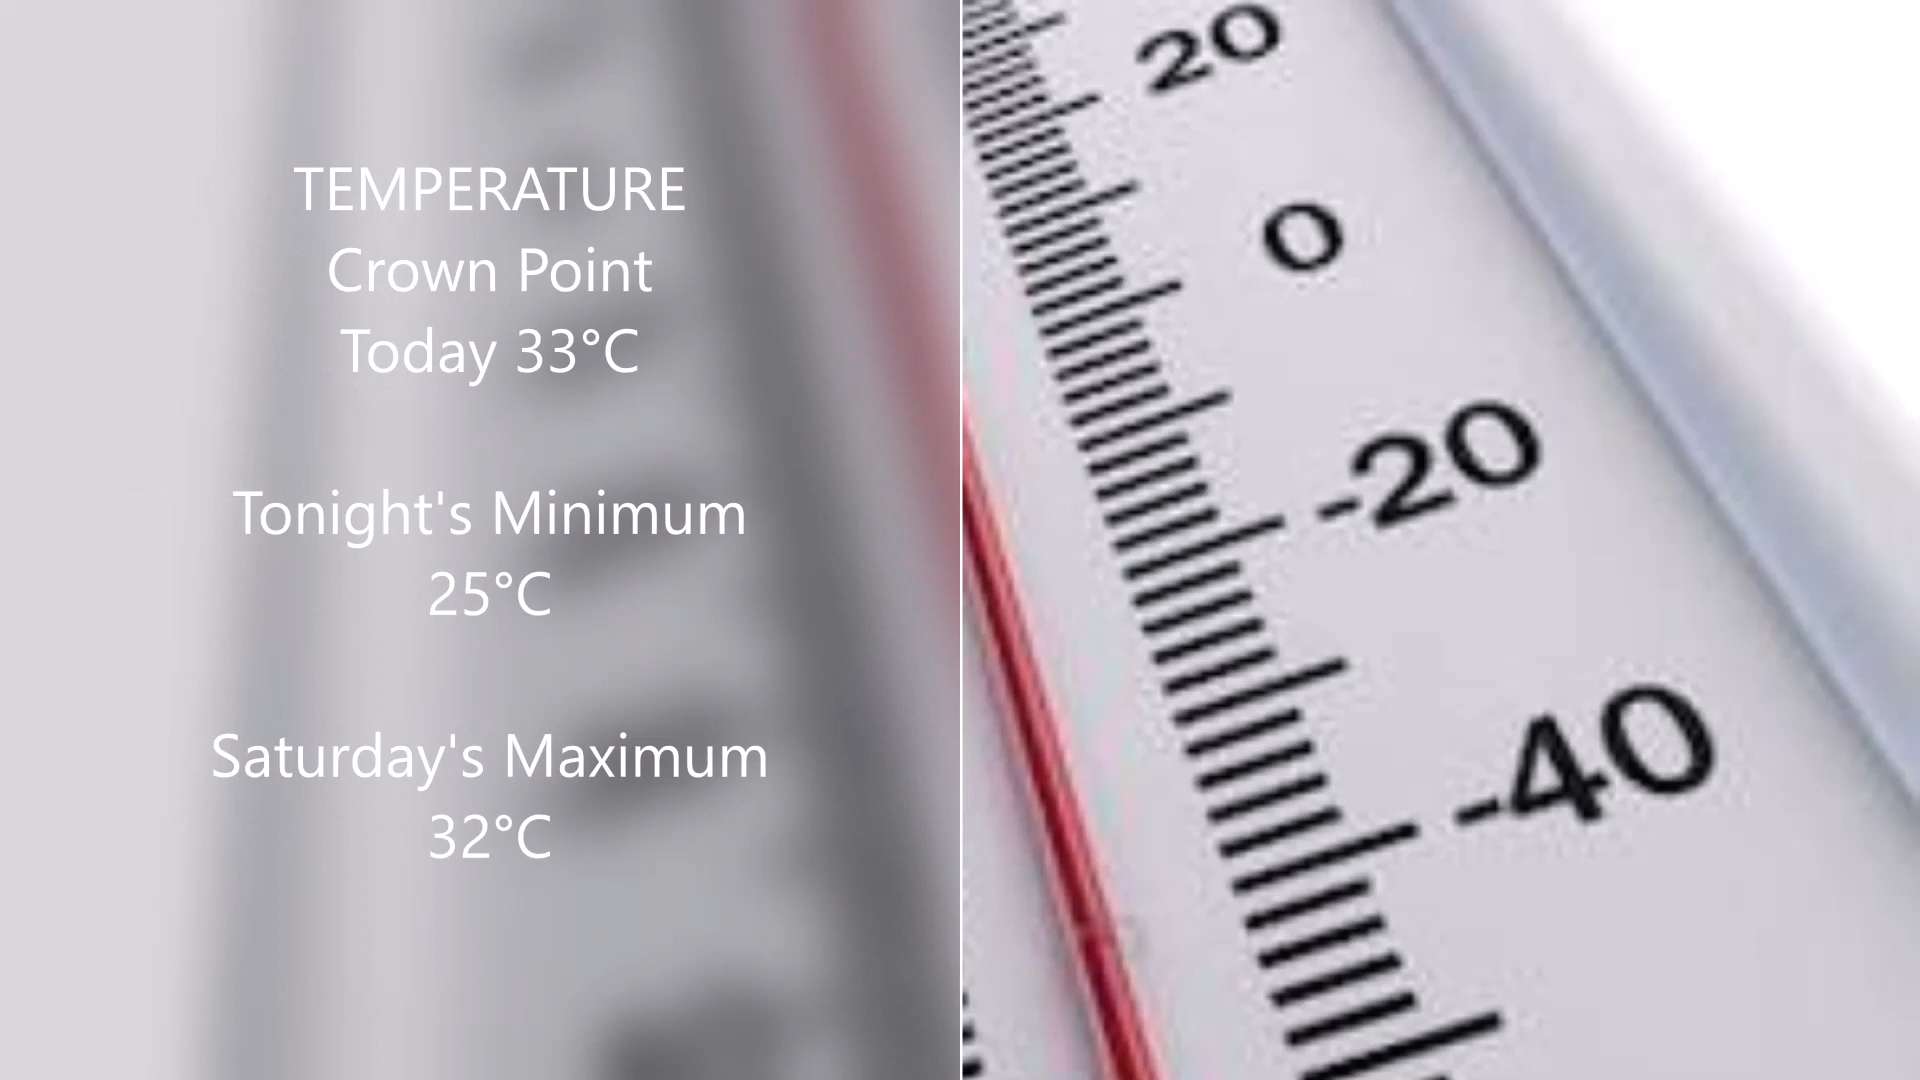 TEMPERATURE
Crown Point
Today 33°C
Tonight's Minimum
25°C
Saturday's Maximum
32°C
20
0
-20
-40